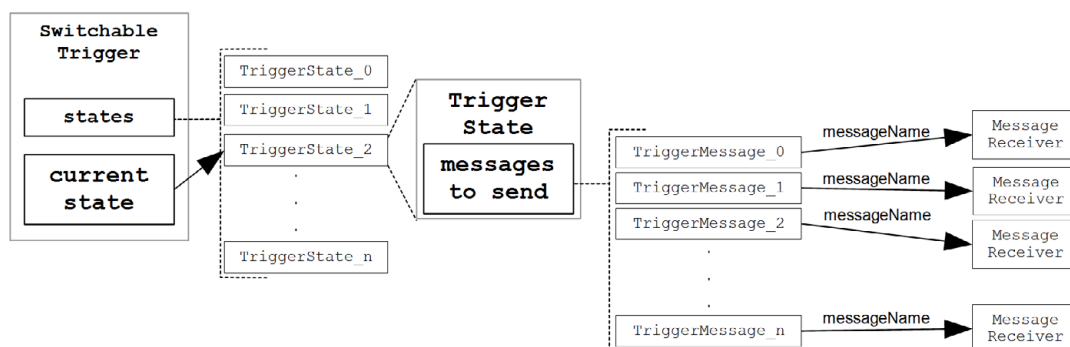 Switchable
Trigger
states
current
state
TriggerState_0
TriggerState_1
TriggerState_2
.
.
.
TriggerState_n
Trigger
State
messages
to send
TriggerMessage_0
TriggerMessage_1
TriggerMessage_2
.
.
.
TriggerMessage_n
messageName
messageName
messageName
messageName
Message
Receiver
Message
Receiver
Message
Receiver
Message
Receiver